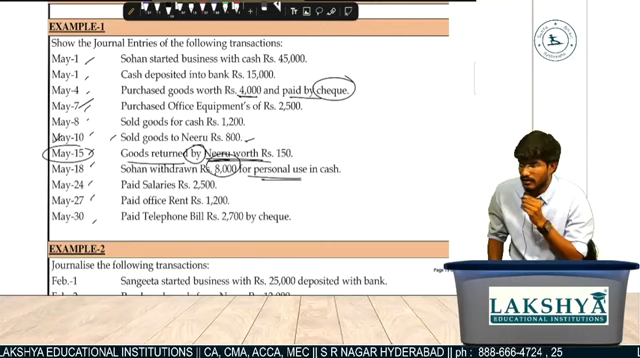 Tr
EXAMPLE-1
Show the Journal Entries of the following transactions:
May-1 Sohan started business with cash Rs. 45,000.
May-1 Cash deposited into bank Rs. 15,000.
May-4 Purchased goods worth Rs. 4,000 and paid by cheque.
May-7 Purchased Office Equipment's of Rs. 2,500.
May-8 Sold goods for cash Rs. 1,200.
May-10 Sold goods to Neeru Rs. 800.
May-15 Goods returned by Neeru worth Rs. 150.
May-18 Sohan withdrawn Rs. 8,000 for personal use in cash.
May-24 Paid Salaries Rs. 2,500.
May-27 Paid office Rent Rs. 1,200.
May-30 Paid Telephone Bill Rs. 2,700 by cheque.
EXAMPLE-2
Journalise the following transactions:
Feb.-1 Sangeeta started business with Rs. 25,000 deposited with bank.
LAKSHYA
EDUCATIONAL INSTITUTIONS
LAKSHYA EDUCATIONAL INSTITUTIONS || CA, CMA, ACCA, MEC || S R NAGAR HYDERABAD || ph : 888-666-4724 , 25